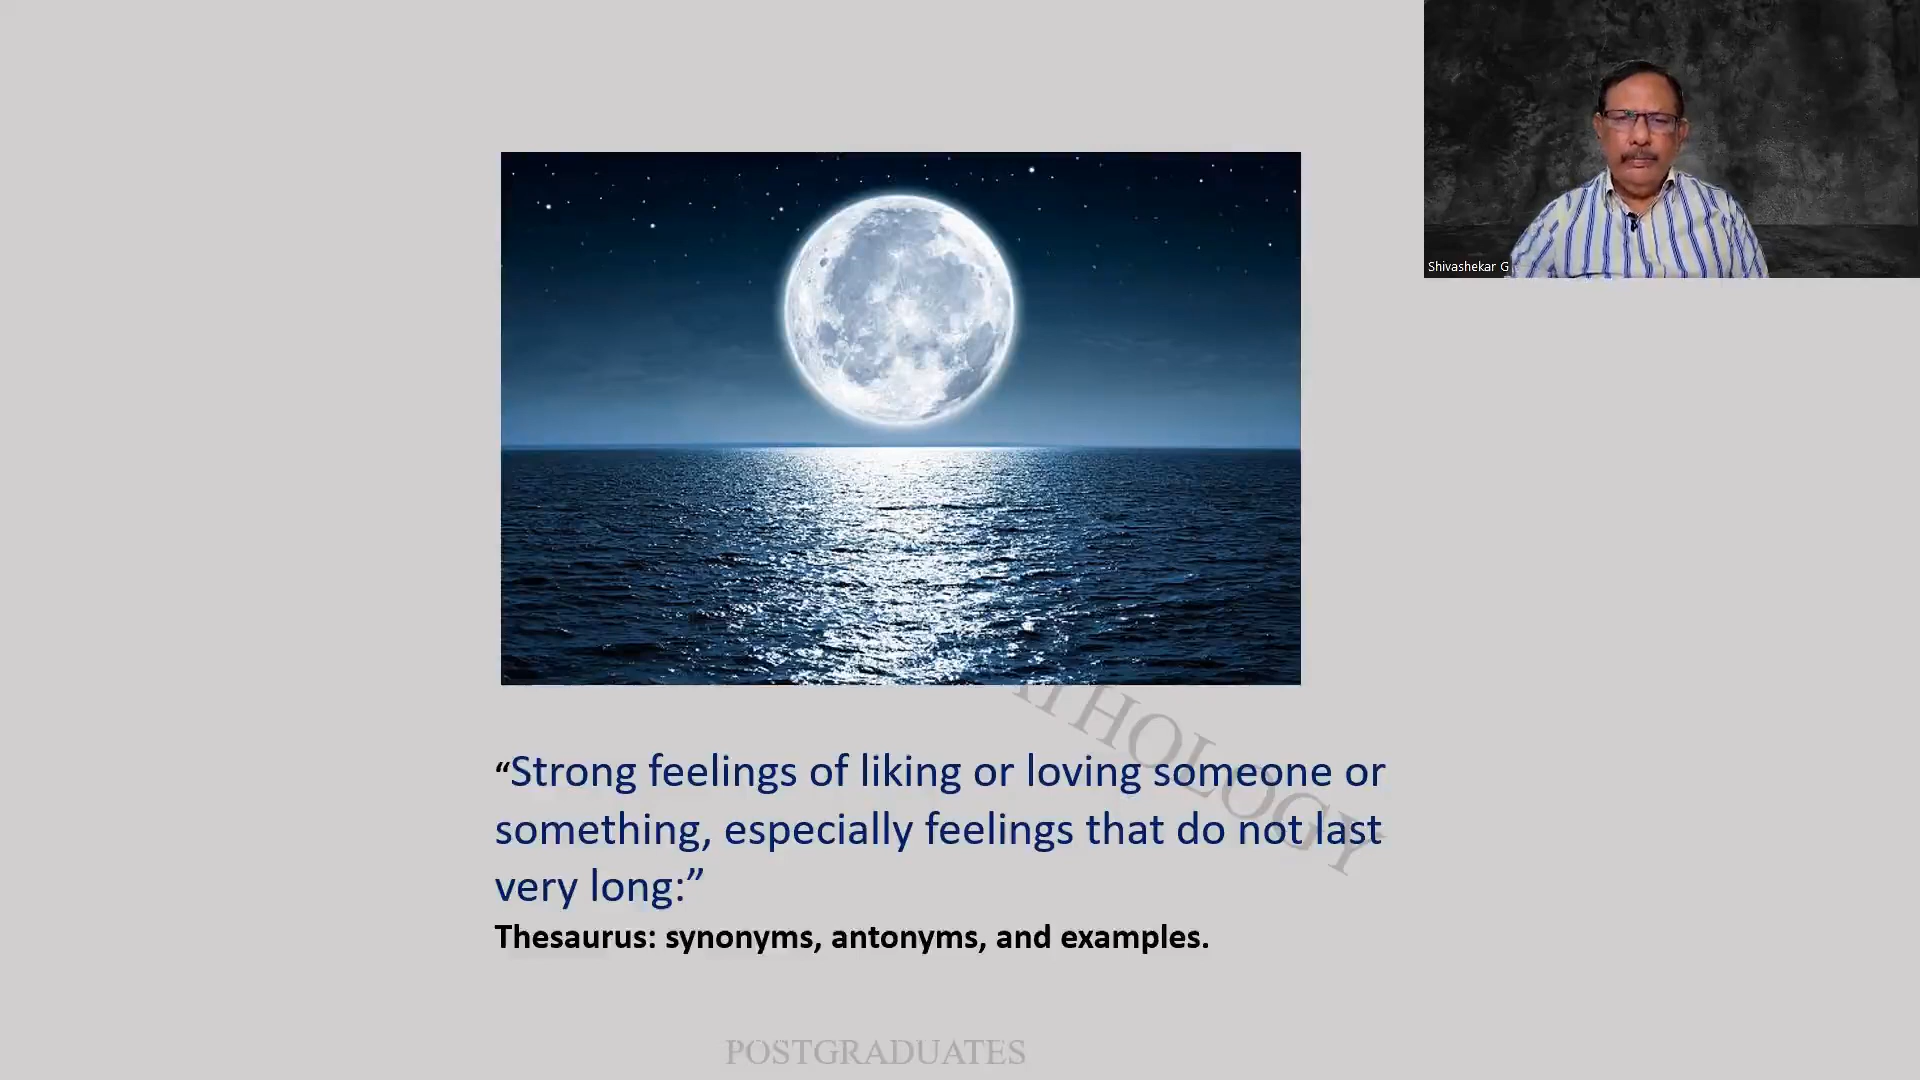 Shivashekar G
“Strong feelings of liking or loving someone or
something, especially feelings that do not last
very long:”
Thesaurus: synonyms, antonyms, and examples.
POSTGRADUATES